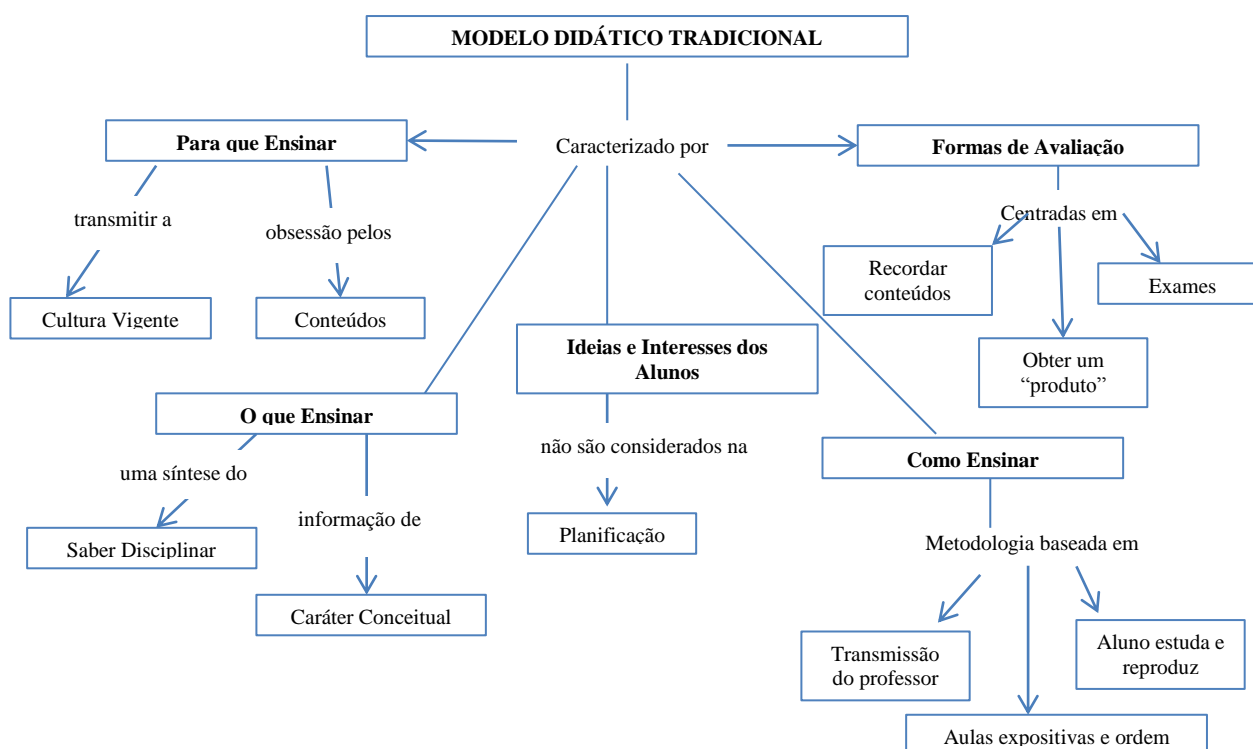 MODELO DIDÁTICO TRADICIONAL
Para que Ensinar
Caracterizado por
Formas de Avaliação
transmitir a
obsessão pelos
Centradas em
Cultura Vigente
Conteúdos
Recordar
conteúdos
Exames
Obter um
“produto”
Ideias e Interesses dos
Alunos
O que Ensinar
não são considerados na
Como Ensinar
uma síntese do
informação de
Saber Disciplinar
Planificação
Metodologia baseada em
Caráter Conceitual
Transmissão
do professor
Aluno estuda e
reproduz
Aulas expositivas e ordem